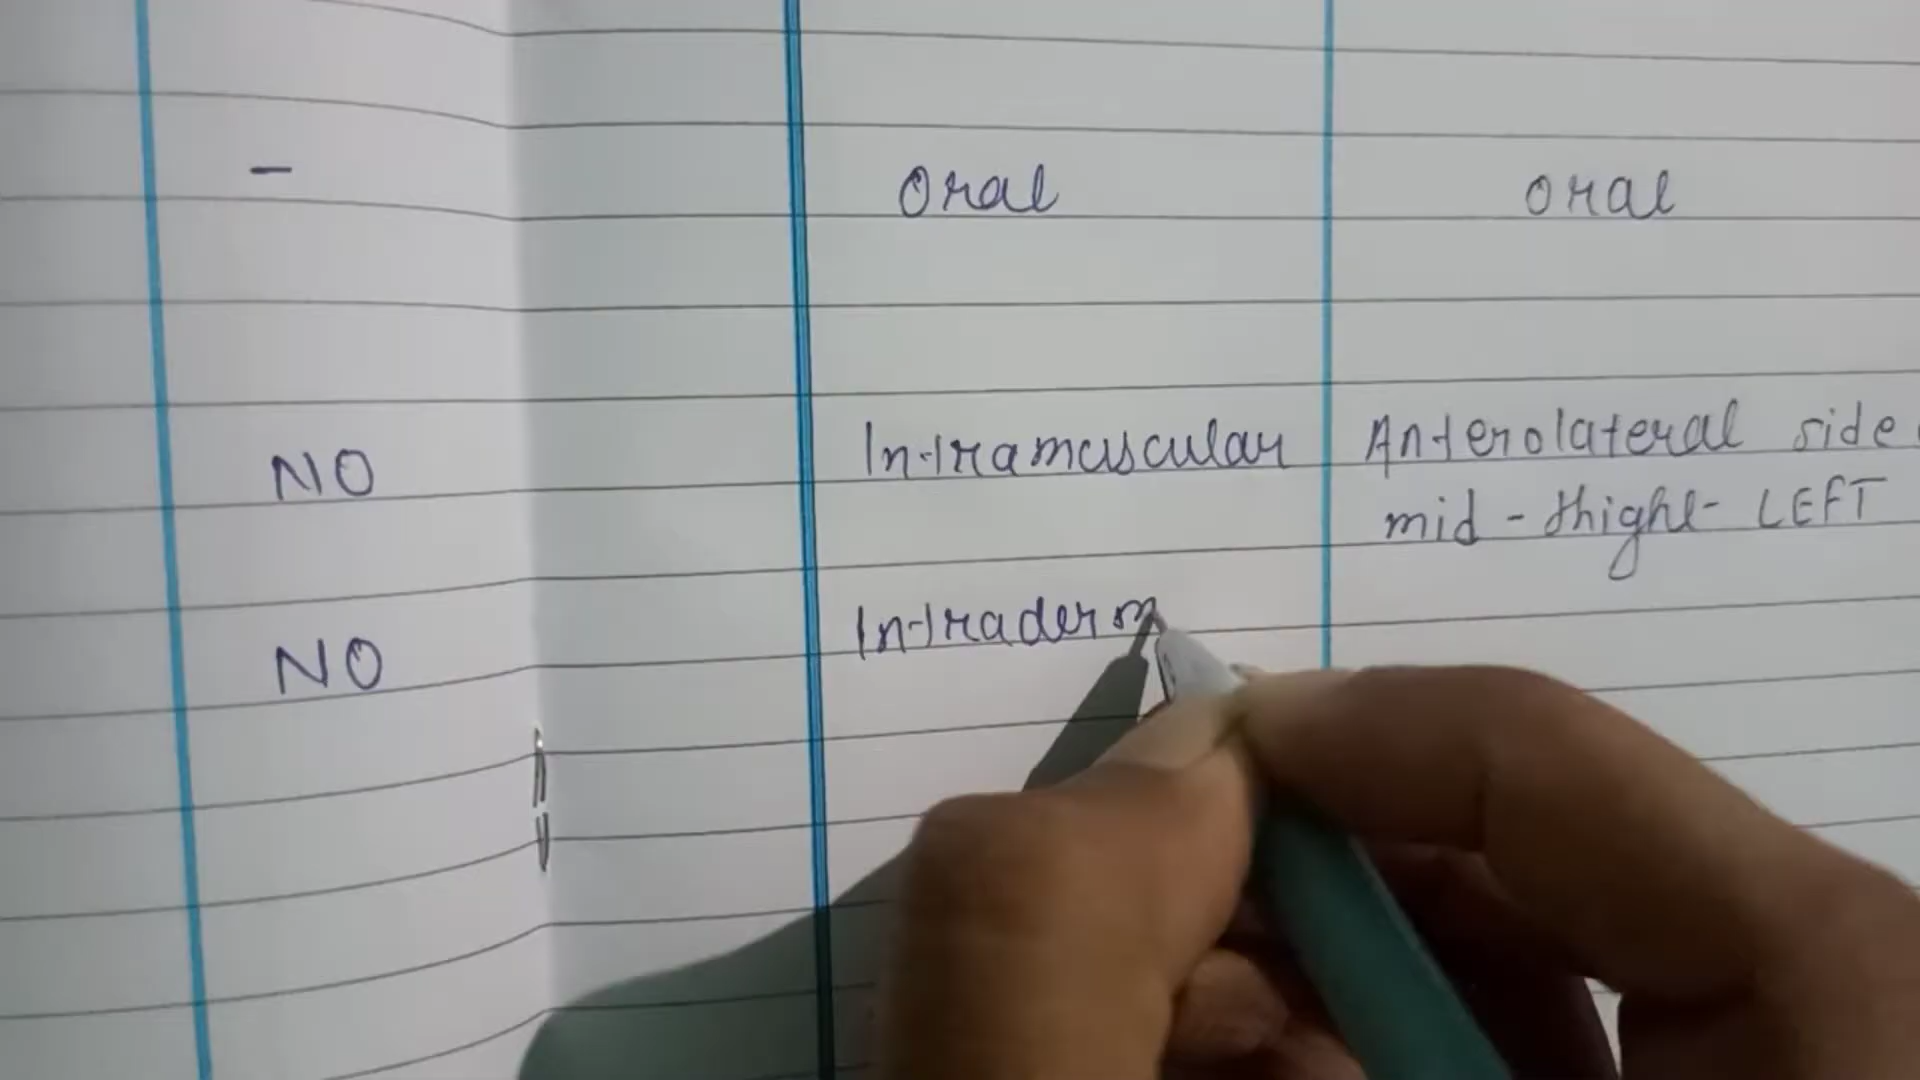 - Oral Oral
NO Intramuscular Anterolateral side
mid-thigh- LEFT
NO Intraderm